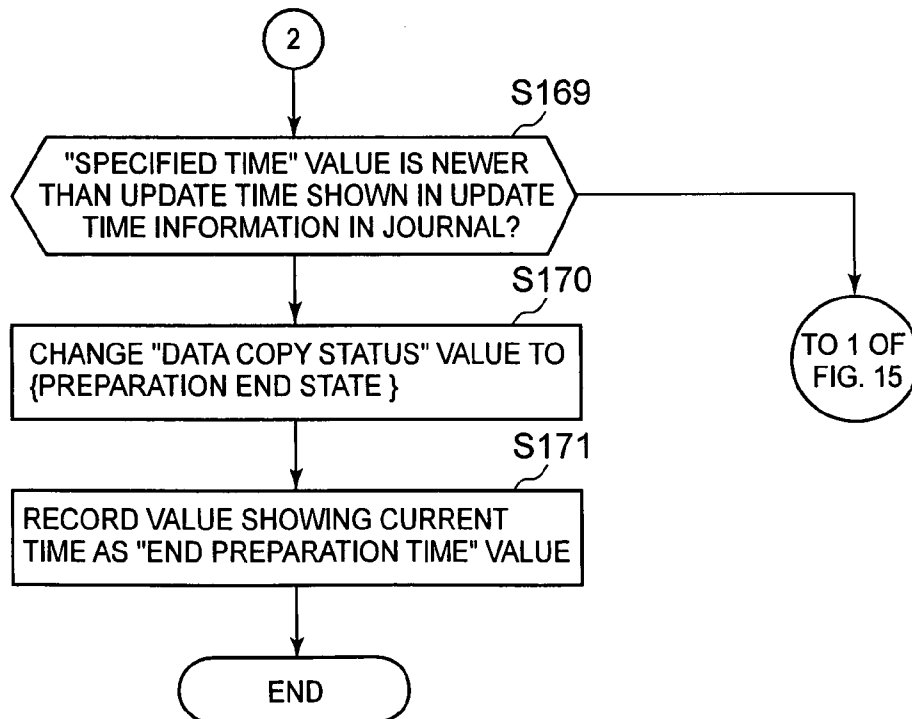 2
S169
"SPECIFIED TIME" VALUE IS NEWER
THAN UPDATE TIME SHOWN IN UPDATE
TIME INFORMATION IN JOURNAL?
S170
CHANGE "DATA COPY STATUS" VALUE TO
{PREPARATION END STATE }
TO 1 OF
FIG. 15
S171
RECORD VALUE SHOWING CURRENT
TIME AS "END PREPARATION TIME" VALUE
END